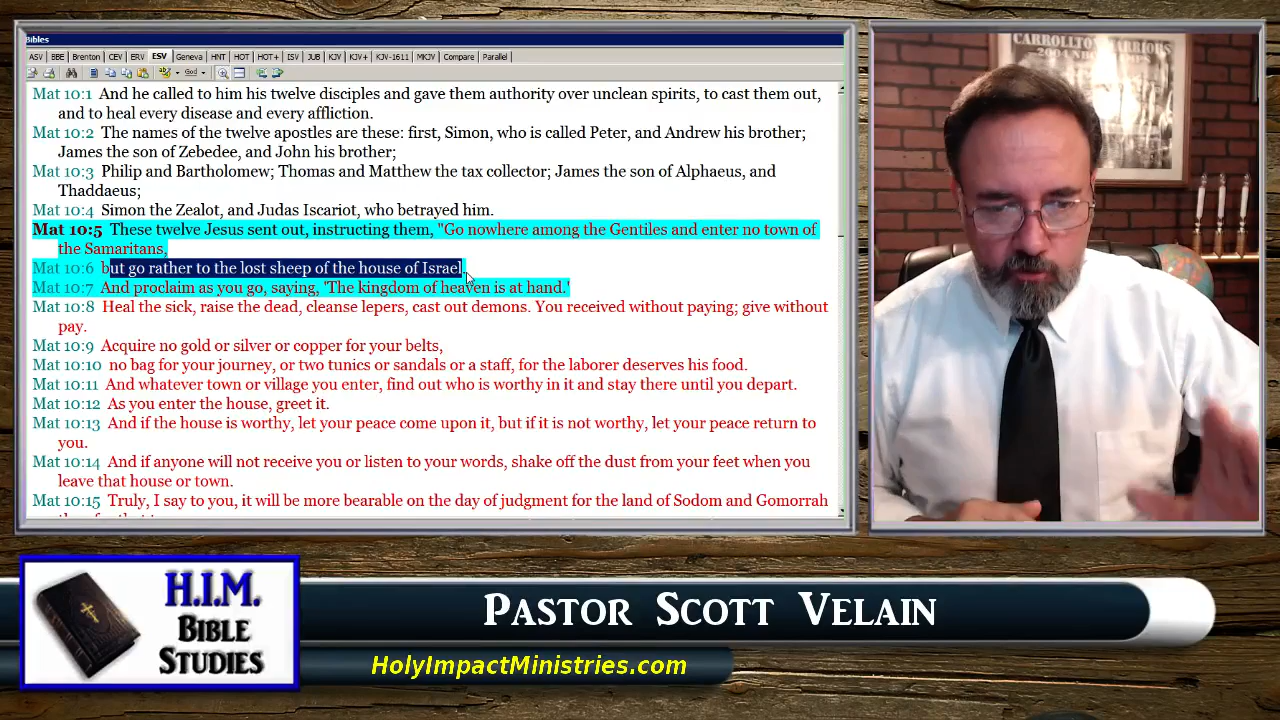 Bibles
ASV BBE Brenton CEV ERV ESV Geneva HNT HOT HOT+ ISV JUB KJV KJV+ KJV-1611 MKJV Compare Parallel
God
Mat 10:1 And he called to him his twelve disciples and gave them authority over unclean spirits, to cast them out,
and to heal every disease and every affliction.
Mat 10:2 The names of the twelve apostles are these: first, Simon, who is called Peter, and Andrew his brother;
James the son of Zebedee, and John his brother;
Mat 10:3 Philip and Bartholomew; Thomas and Matthew the tax collector; James the son of Alphaeus, and
Thaddaeus;
Mat 10:4 Simon the Zealot, and Judas Iscariot, who betrayed him.
Mat 10:5 These twelve Jesus sent out, instructing them, "Go nowhere among the Gentiles and enter no town of
the Samaritans,
Mat 10:6 but go rather to the lost sheep of the house of Israel.
Mat 10:7 And proclaim as you go, saying, 'The kingdom of heaven is at hand.'
Mat 10:8 Heal the sick, raise the dead, cleanse lepers, cast out demons. You received without paying; give without
pay.
Mat 10:9 Acquire no gold or silver or copper for your belts,
Mat 10:10 no bag for your journey, or two tunics or sandals or a staff, for the laborer deserves his food.
Mat 10:11 And whatever town or village you enter, find out who is worthy in it and stay there until you depart.
Mat 10:12 As you enter the house, greet it.
Mat 10:13 And if the house is worthy, let your peace come upon it, but if it is not worthy, let your peace return to
you.
Mat 10:14 And if anyone will not receive you or listen to your words, shake off the dust from your feet when you
leave that house or town.
Mat 10:15 Truly, I say to you, it will be more bearable on the day of judgment for the land of Sodom and Gomorrah
CARROLLTON WARRIORS
H.I.M.
BIBLE
STUDIES
PASTOR SCOTT VELAIN
HolyImpactMinistries.com